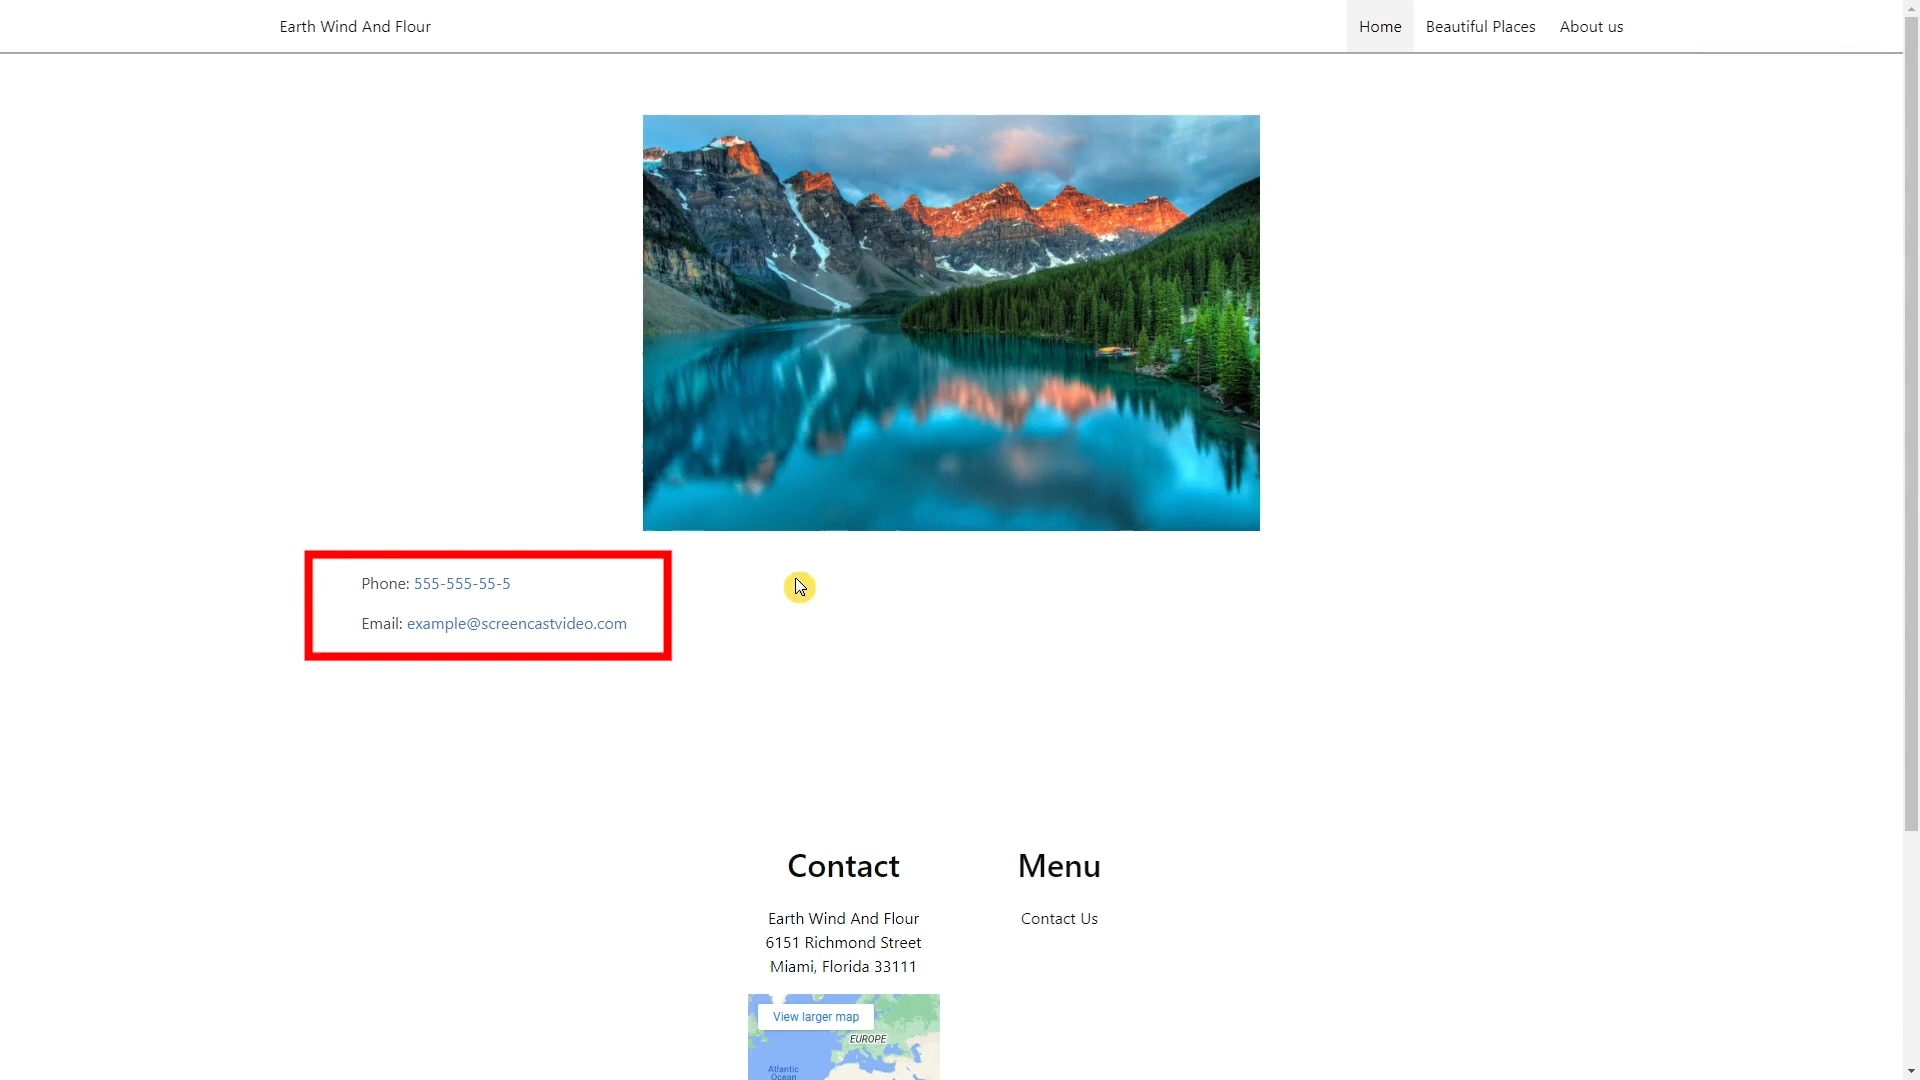 Earth Wind And Flour
Home Beautiful Places About us
Phone: 555-555-55-5
Email: example@screencastvideo.com
Contact
Earth Wind And Flour
6151 Richmond Street
Miami, Florida 33111
View larger map
EUROPE
Atlantic
Ocean
Menu
Contact Us